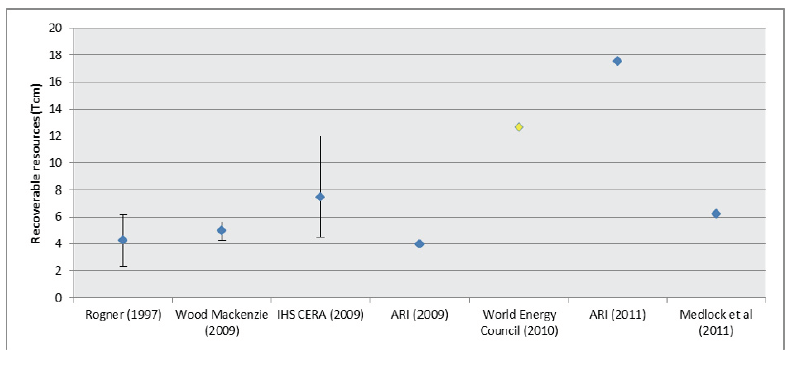 20
18
16
14
12
10
8
6
4
2
0
Recoverable resources (Tcm)
Rogner (1997)
Wood Mackenzie
(2009)
IHS CERA (2009)
ARI (2009)
World Energy
Council (2010)
ARI (2011)
Medlock et al
(2011)